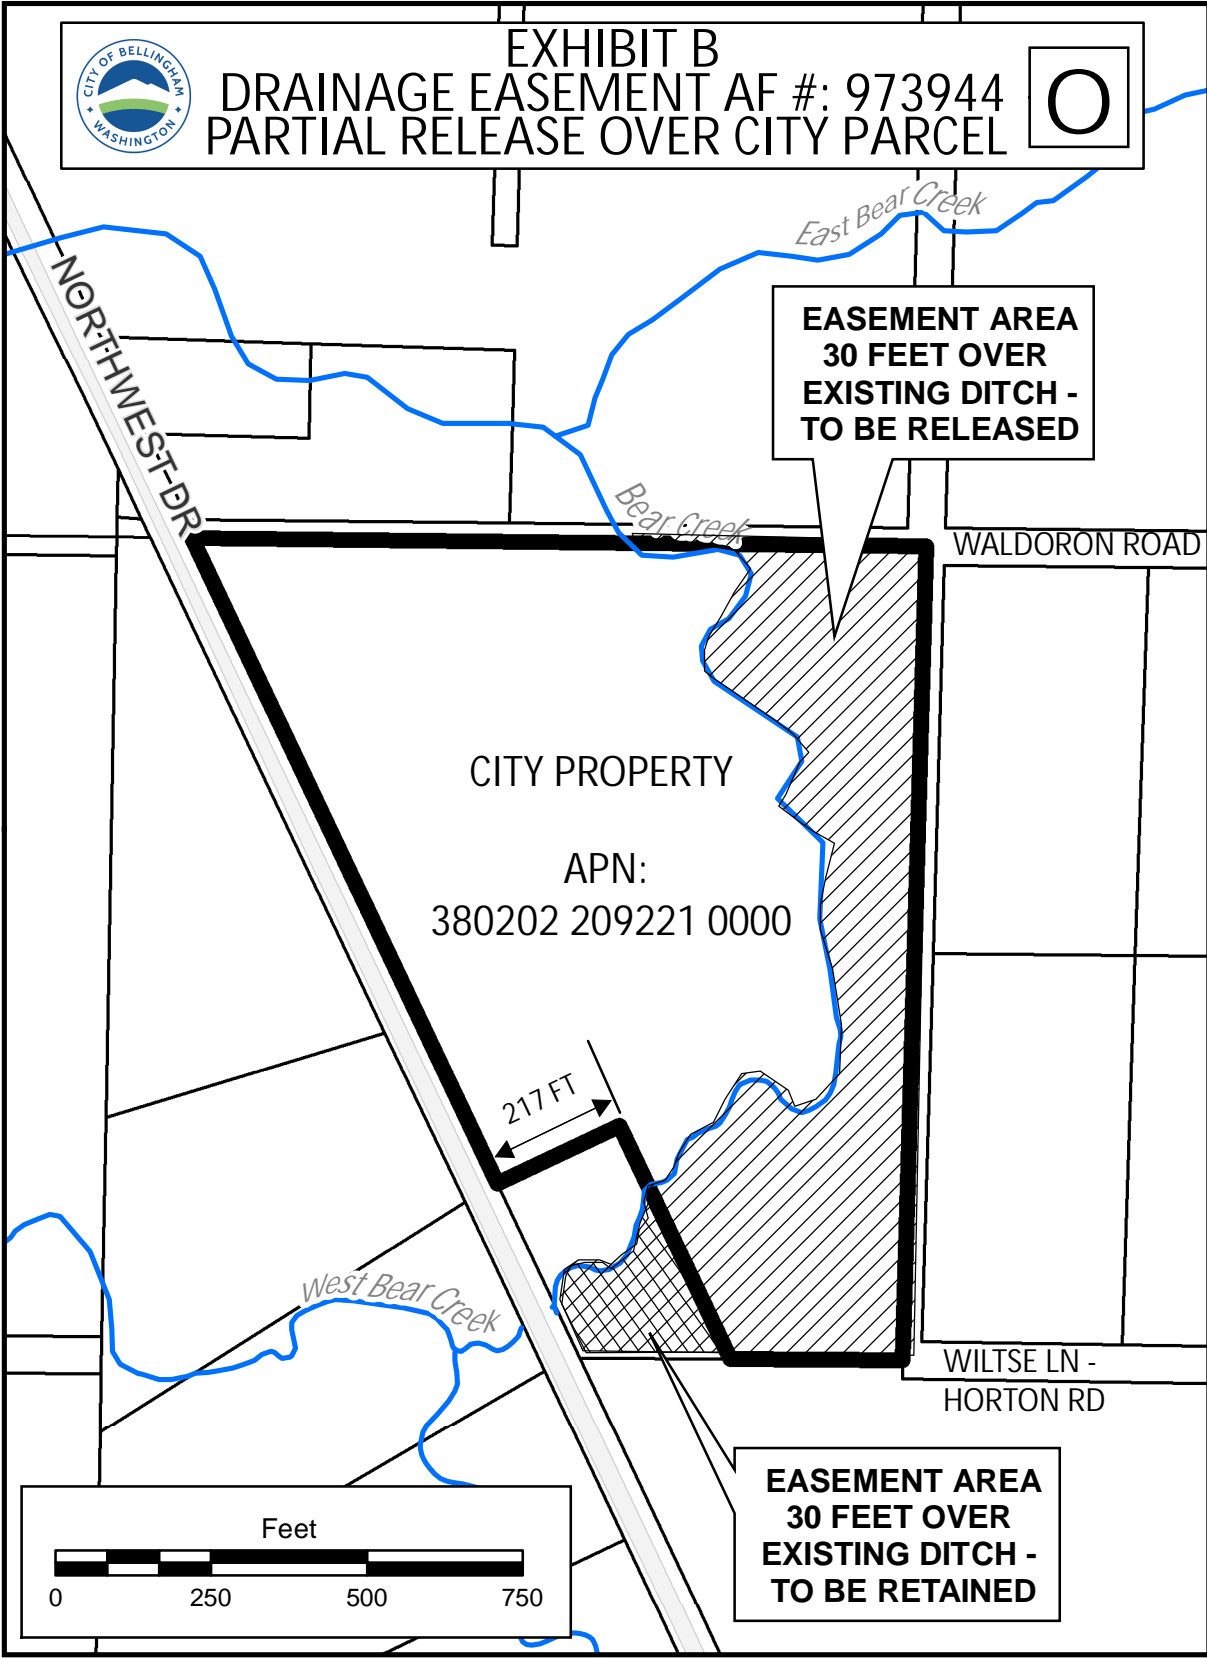 EXHIBIT B
DRAINAGE EASEMENT AF #: 973944
PARTIAL RELEASE OVER CITY PARCEL
O
CITY OF BELLINGHAM
WASHINGTON
East Bear Creek
NORTHWEST DR
EASEMENT AREA
30 FEET OVER
EXISTING DITCH -
TO BE RELEASED
Bear Creek
WALDORON ROAD
CITY PROPERTY
APN:
380202 209221 0000
217 FT
West Bear Creek
WILTSE LN -
HORTON RD
EASEMENT AREA
30 FEET OVER
EXISTING DITCH -
TO BE RETAINED
Feet
0 250 500 750